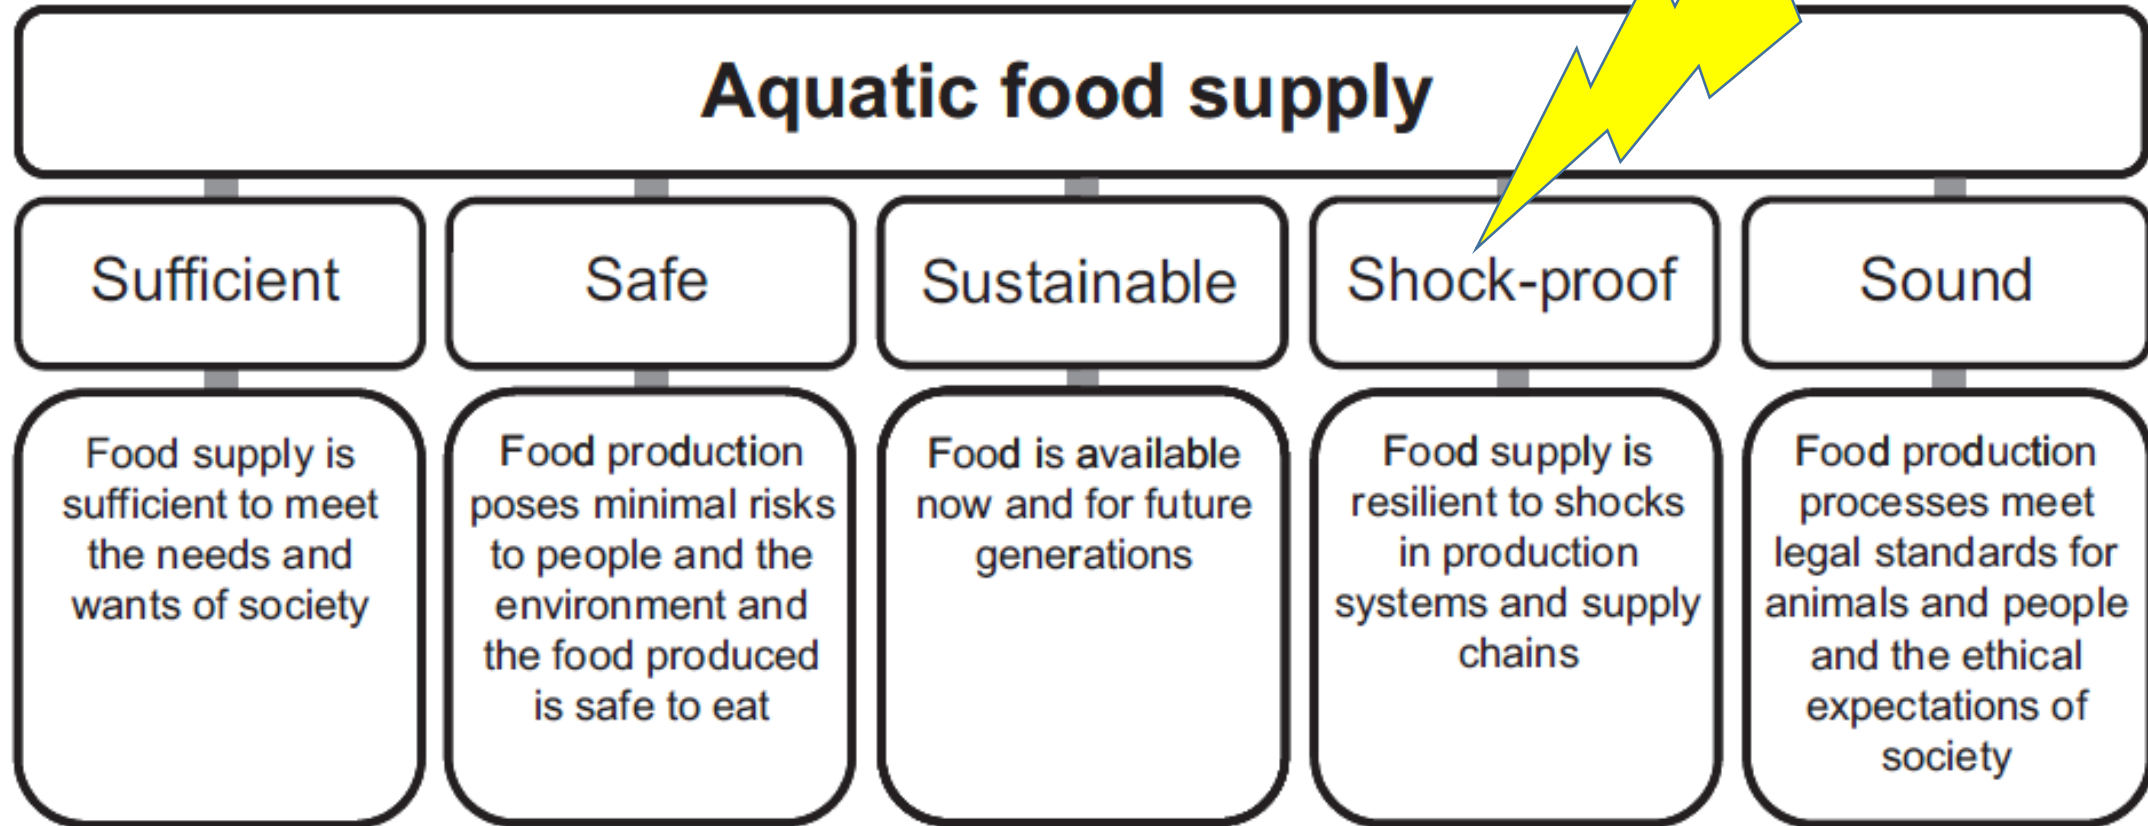 Aquatic food supply
Sufficient
Safe
Sustainable
Shock-proof
Sound
Food supply is
sufficient to meet
the needs and
wants of society
Food production
poses minimal risks
to people and the
environment and
the food produced
is safe to eat
Food is available
now and for future
generations
Food supply is
resilient to shocks
in production
systems and supply
chains
Food production
processes meet
legal standards for
animals and people
and the ethical
expectations of
society